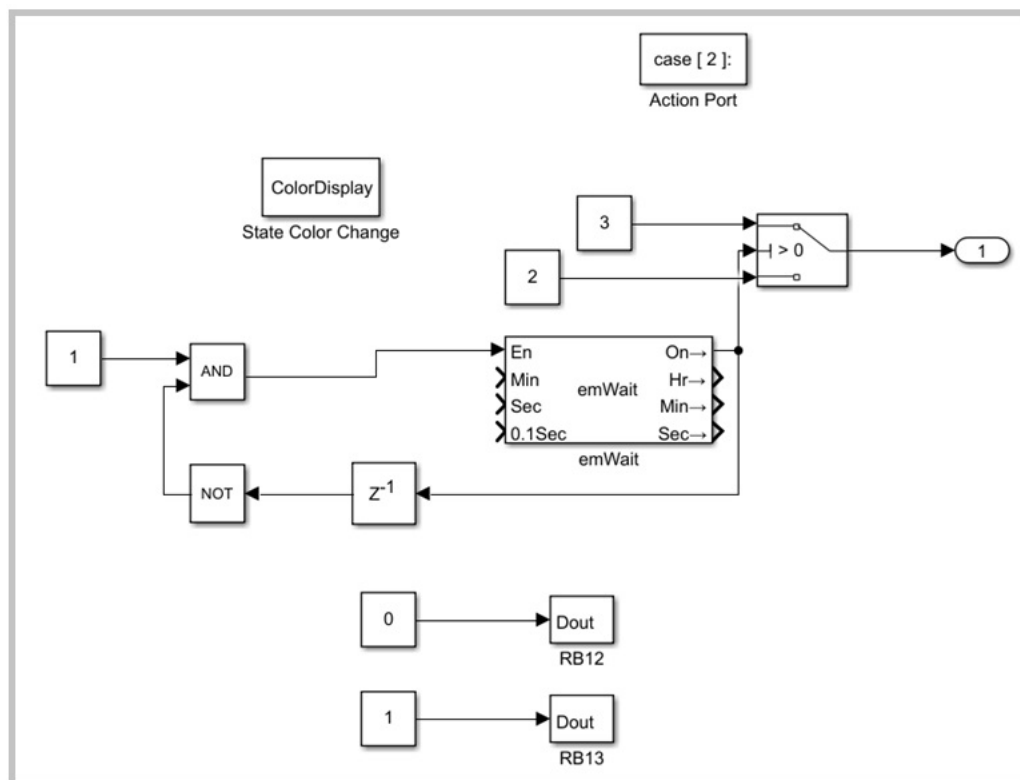 case [ 2 ]:
Action Port
ColorDisplay
State Color Change
3
> 0
1
2
1
AND
En
Min
Sec
0.1Sec
emWait
On→
Hr→
Min→
Sec→
emWait
NOT
Z-1
0
Dout
RB12
1
Dout
RB13